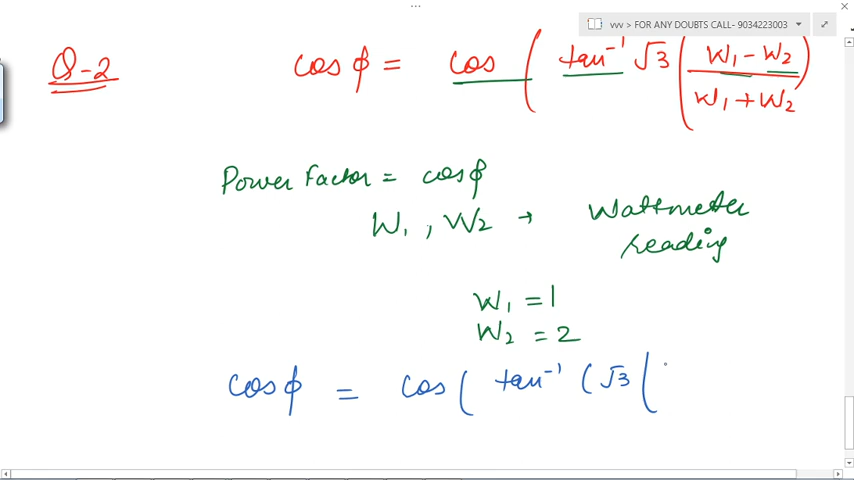 vvv > FOR ANY DOUBTS CALL- 9034223003
Q-2 cos ϕ = cos ( tan⁻¹ √3 ( W₁ - W₂ / W₁ + W₂ )
Power Factor = cos ϕ
W₁ , W₂ → Wattmeter
reading
W₁ = 1
W₂ = 2
cos ϕ = cos ( tan⁻¹ ( √3 (